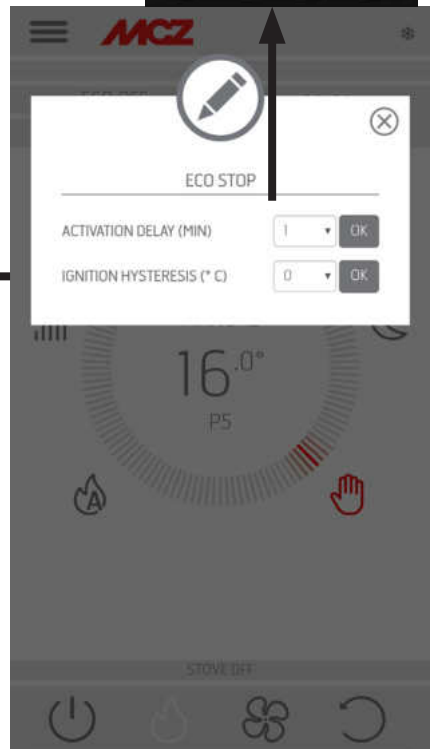 MCZ
ECO STOP
ACTIVATION DELAY (MIN) 1 OK
IGNITION HYSTERESIS (° C) 0 OK
16.0°
P5
A
STOVE OFF